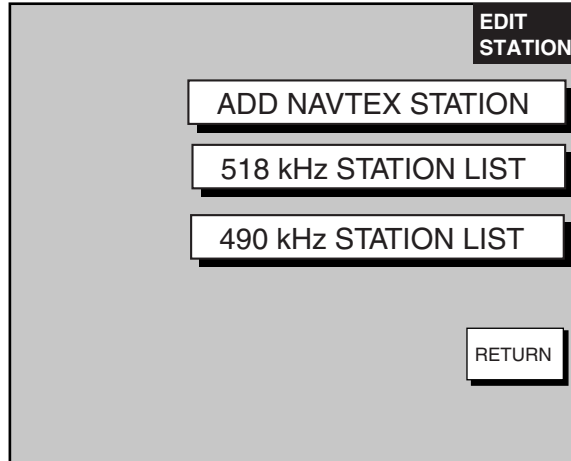 EDIT
STATION
ADD NAVTEX STATION
518 kHz STATION LIST
490 kHz STATION LIST
RETURN